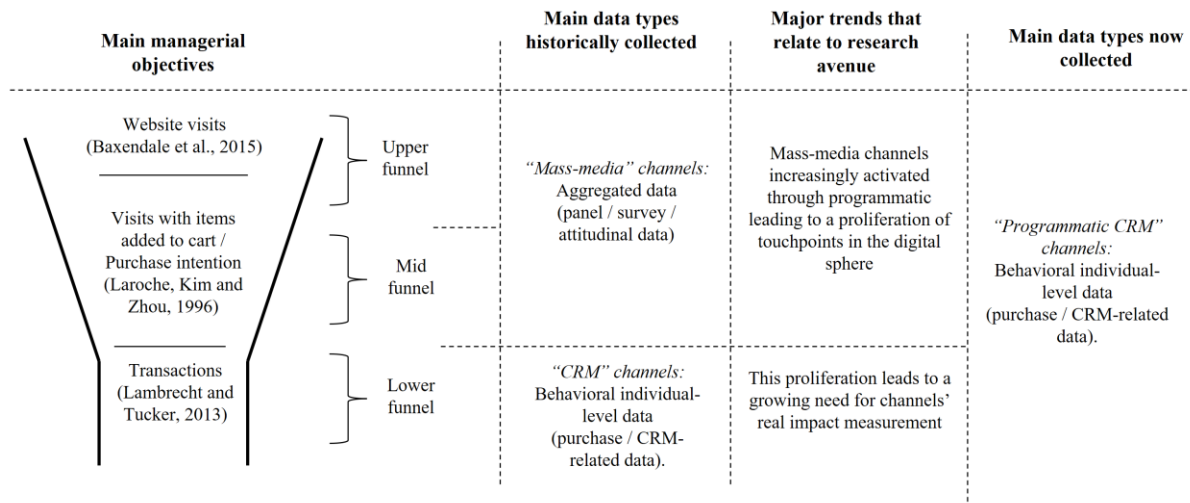 Main managerial
objectives
Main data types
historically collected
Major trends that
relate to research
avenue
Main data types now
collected
Website visits
(Baxendale et al., 2015)
Upper
funnel
Visits with items
added to cart /
Purchase intention
(Laroche, Kim and
Zhou, 1996)
Mid
funnel
Transactions
(Lambrecht and
Tucker, 2013)
Lower
funnel
“Mass-media” channels:
Aggregated data
(panel / survey /
attitudinal data)
“CRM” channels:
Behavioral individual-
level data
(purchase / CRM-
related data).
Mass-media channels
increasingly activated
through programmatic
leading to a proliferation of
touchpoints in the digital
sphere
This proliferation leads to a
growing need for channels’
real impact measurement
“Programmatic CRM”
channels:
Behavioral individual-
level data
(purchase / CRM-related
data).